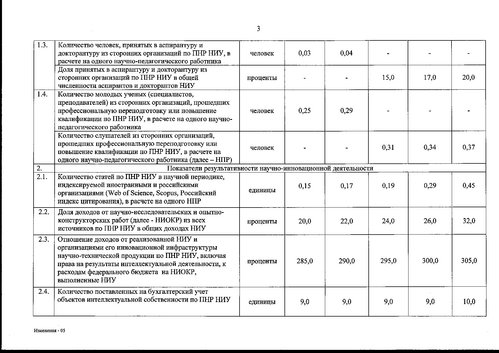 3
1.3. Количество человек, принятых в аспирантуру и
докторантуру из сторонних организаций по ПНР НИУ, в
расчете на одного научно-педагогического работника
человек 0,03 0,04 - - -
Доля принятых в аспирантуру и докторантуру из
сторонних организаций по ПНР НИУ в общей
численности аспирантов и докторантов НИУ
проценты - - 15,0 17,0 20,0
1.4. Количество молодых ученых (специалистов,
преподавателей) из сторонних организаций, прошедших
профессиональную переподготовку или повышение
квалификации по ПНР НИУ, в расчете на одного научно-
педагогического работника
человек 0,25 0,29 - - -
Количество слушателей из сторонних организаций,
прошедших профессиональную переподготовку или
повышение квалификации по ПНР НИУ, в расчете на
одного научно-педагогического работника (далее – НПР)
человек - - 0,31 0,34 0,37
2. Показатели результативности научно-инновационной деятельности
2.1. Количество статей по ПНР НИУ в научной периодике,
индексируемой иностранными и российскими
организациями (Web of Science, Scopus, Российский
индекс цитирования), в расчете на одного НПР
единицы 0,15 0,17 0,19 0,29 0,45
2.2. Доля доходов от научно-исследовательских и опытно-
конструкторских работ (далее - НИОКР) из всех
источников по ПНР НИУ в общих доходах НИУ
проценты 20,0 22,0 24,0 26,0 32,0
2.3. Отношение доходов от реализованной НИУ и
организациями его инновационной инфраструктуры
научно-технической продукции по ПНР НИУ, включая
права на результаты интеллектуальной деятельности, к
расходам федерального бюджета на НИОКР,
выполненные НИУ
проценты 285,0 290,0 295,0 300,0 305,0
2.4. Количество поставленных на бухгалтерский учет
объектов интеллектуальной собственности по ПНР НИУ
единицы 9,0 9,0 9,0 9,0 10,0
Изменения - 03